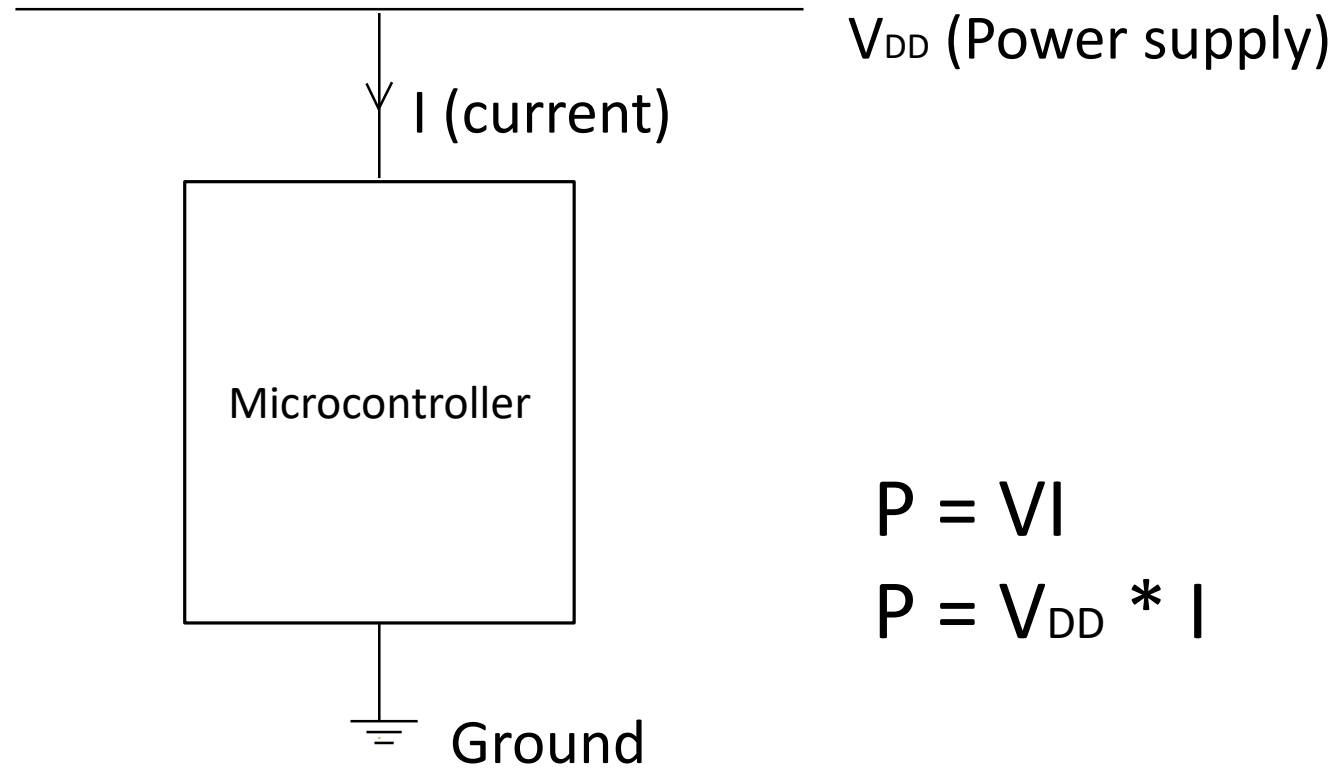 VDD (Power supply)
I (current)
Microcontroller
P = VI
P = VDD * I
Ground